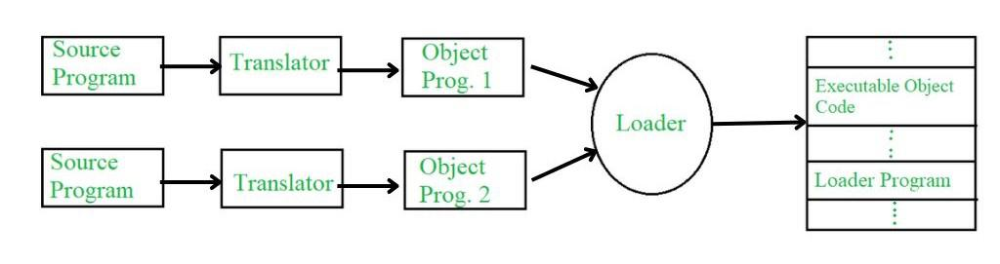 Source
Program
Translator
Object
Prog. 1
Source
Program
Translator
Object
Prog. 2
Loader
Executable Object
Code
Loader Program